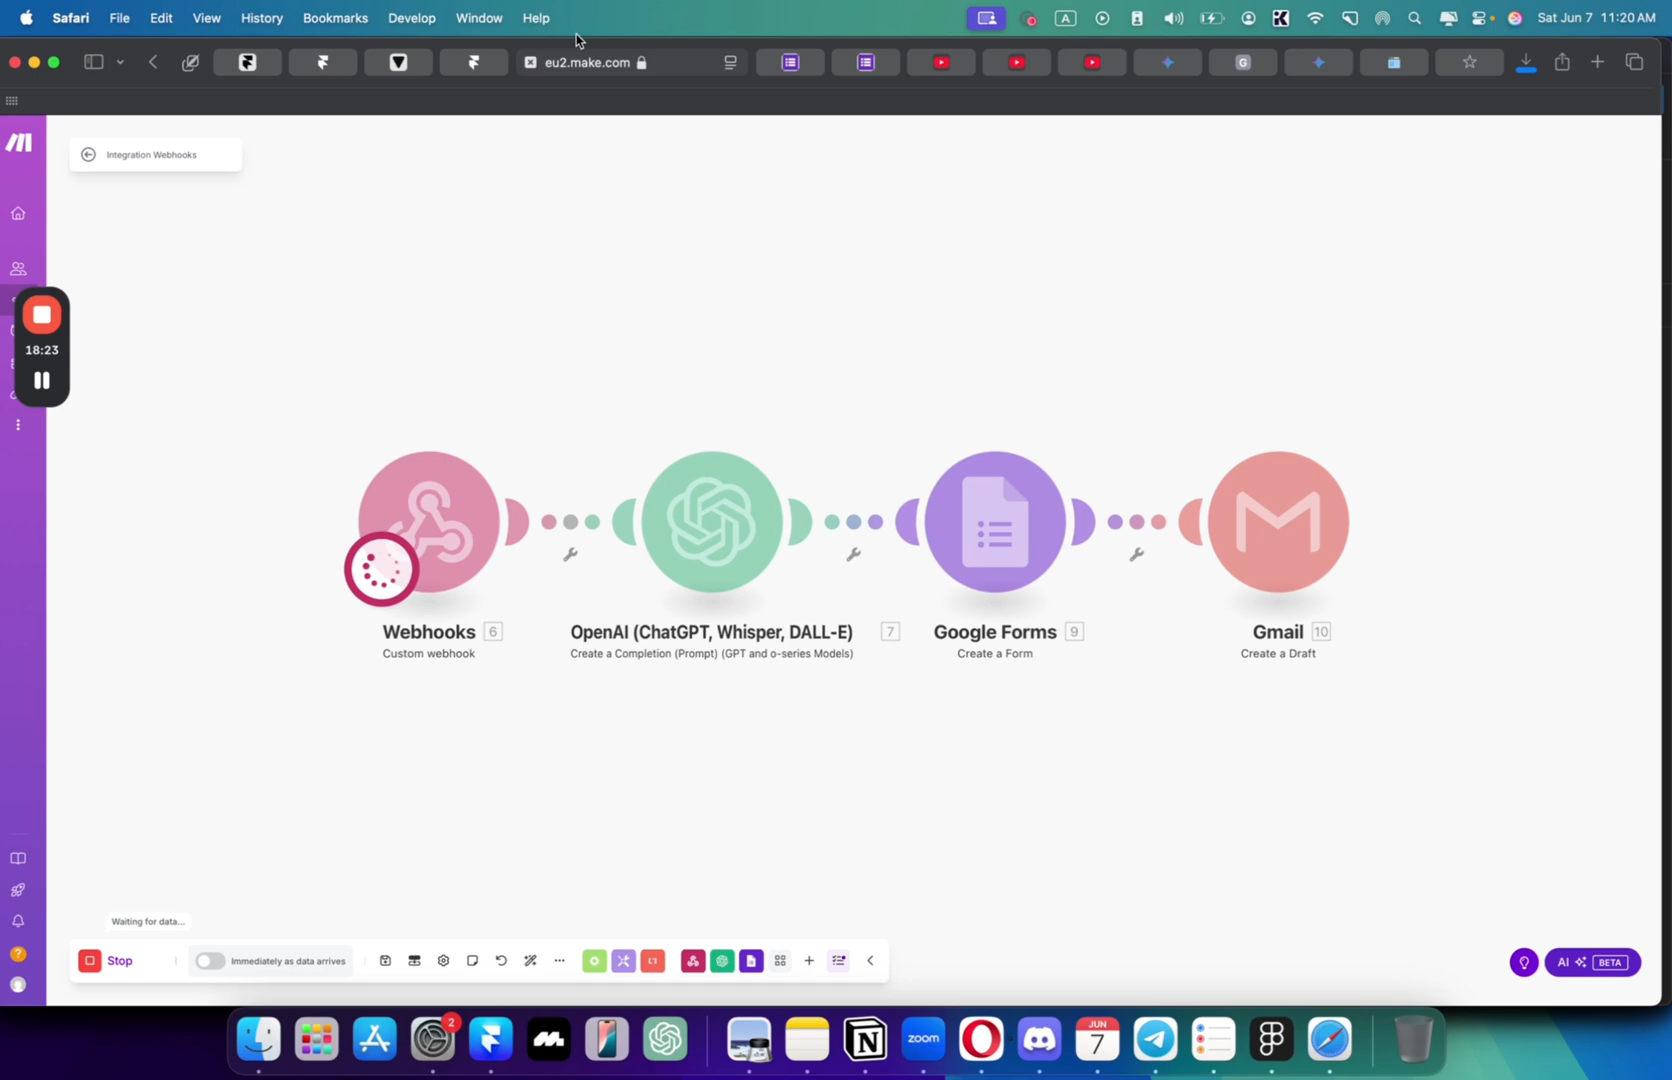 Safari File Edit View History Bookmarks Develop Window Help A Sat Jun 7 11:20 AM
eu2.make.com G
Integration Webhooks
18:23
Webhooks 6
Custom webhook
OpenAI (ChatGPT, Whisper, DALL-E) 7
Create a Completion (Prompt) (GPT and o-series Models)
Google Forms 9
Create a Form
Gmail 10
Create a Draft
Waiting for data...
Stop Immediately as data arrives
AI BETA
2
JUN
7
zoom